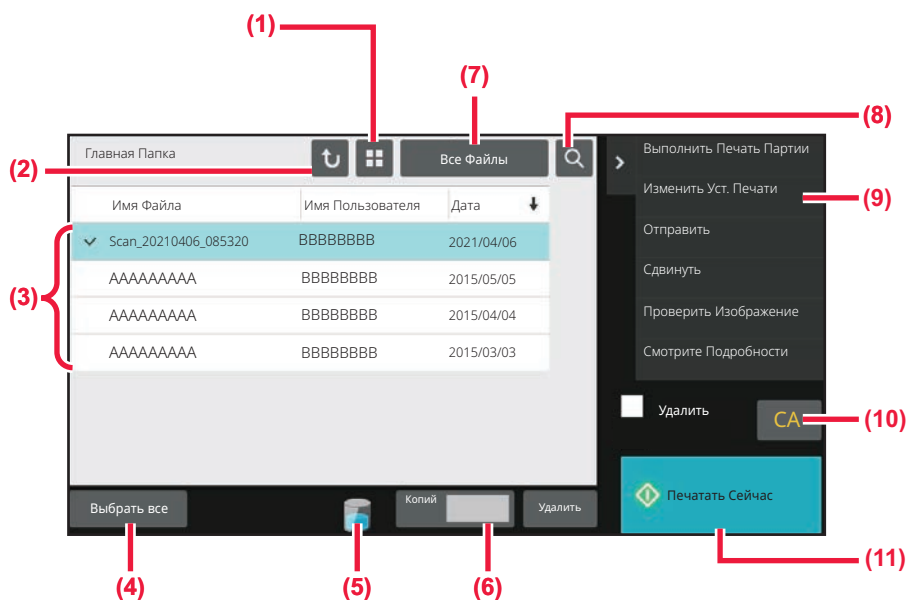 (1)
(7)
(8)
Главная Папка
Все Файлы
Выполнить Печать Партии
(2)
Изменить Уст. Печати
(9)
Имя Файла Имя Пользователя Дата
Отправить
Scan_20210406_085320 BBBBBBBB 2021/04/06
Сдвинуть
(3)
AAAAAAAAA BBBBBBBB 2015/05/05
AAAAAAAAA BBBBBBBB 2015/04/04
Проверить Изображение
AAAAAAAAA BBBBBBBB 2015/03/03
Смотрите Подробности
Удалить
CA
(10)
Выбрать все
Копий
Удалить
Печатать Сейчас
(4)
(5)
(6)
(11)